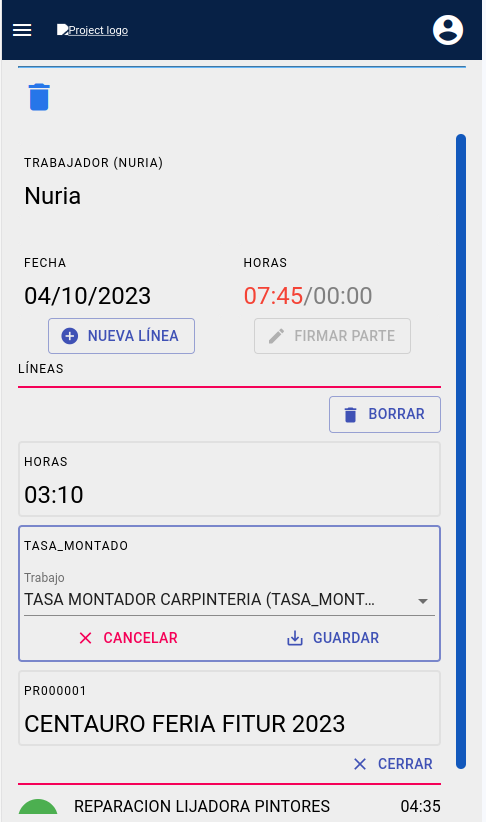 Project logo
TRABAJADOR (NURIA)
Nuria
FECHA HORAS
04/10/2023 07:45/00:00
NUEVA LÍNEA FIRMAR PARTE
LÍNEAS
BORRAR
HORAS
03:10
TASA_MONTADO
Trabajo
TASA MONTADOR CARPINTERIA (TASA_MONT...
CANCELAR GUARDAR
PR000001
CENTAURO FERIA FITUR 2023
CERRAR
REPARACION LIJADORA PINTORES 04:35